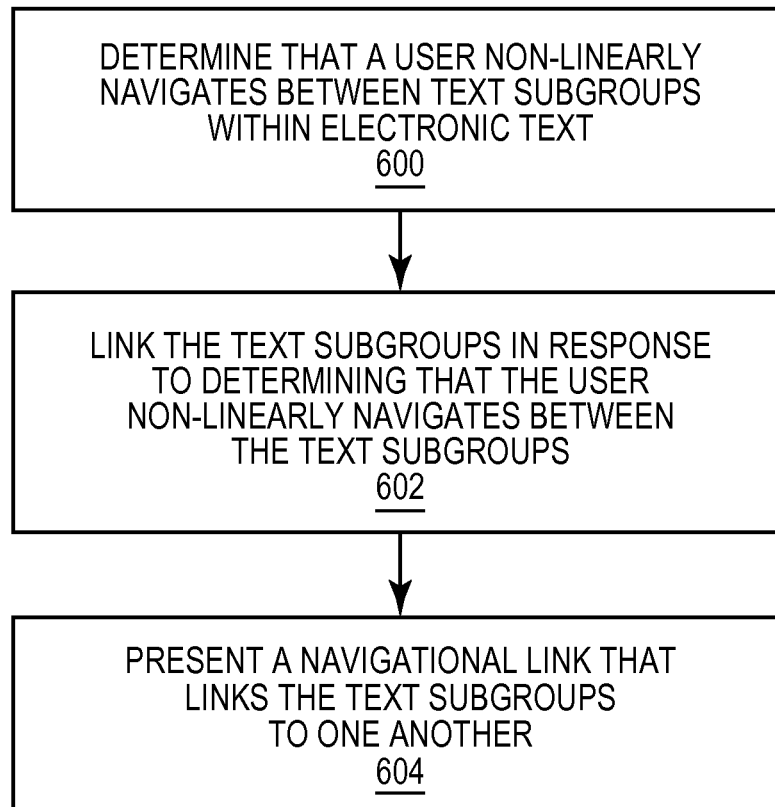 DETERMINE THAT A USER NON-LINEARLY
NAVIGATES BETWEEN TEXT SUBGROUPS
WITHIN ELECTRONIC TEXT
600
LINK THE TEXT SUBGROUPS IN RESPONSE
TO DETERMINING THAT THE USER
NON-LINEARLY NAVIGATES BETWEEN
THE TEXT SUBGROUPS
602
PRESENT A NAVIGATIONAL LINK THAT
LINKS THE TEXT SUBGROUPS
TO ONE ANOTHER
604